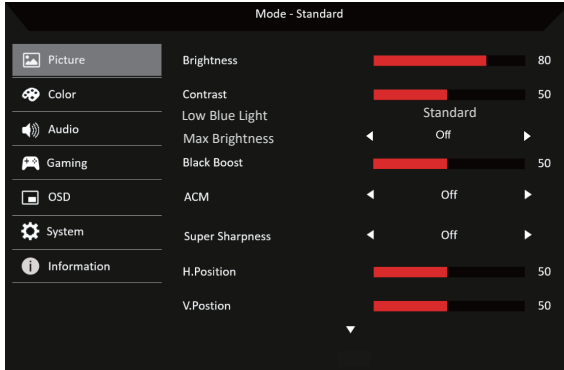 Mode - Standard
Picture
Color
Audio
Gaming
OSD
System
Information
Brightness 80
Contrast 50
Low Blue Light Standard
Max Brightness Off
Black Boost 50
ACM Off
Super Sharpness Off
H.Position 50
V.Postion 50